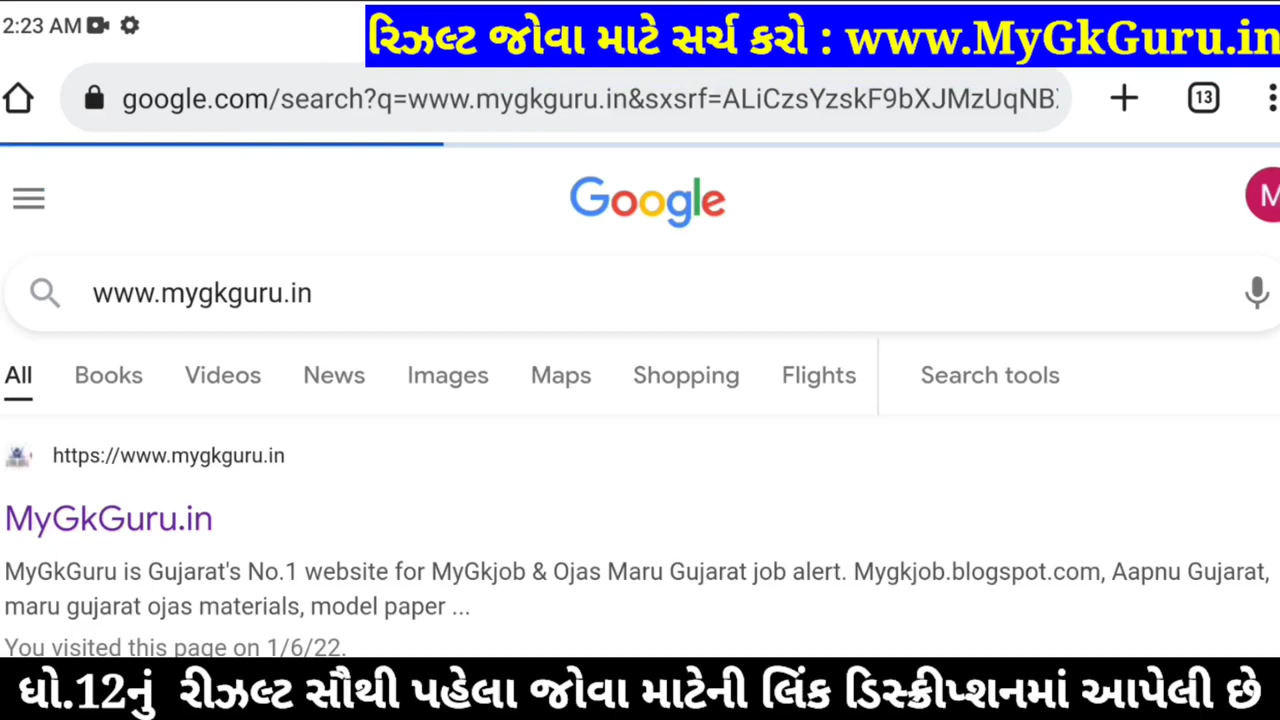 2:23 AM
રિઝલ્ટ જોવા માટે સર્ચ કરો : www.MyGkGuru.in
google.com/search?q=www.mygkguru.in&sxsrf=ALiCzsYzskF9bXJMzUqNB
13
Google
M
www.mygkguru.in
All Books Videos News Images Maps Shopping Flights Search tools
https://www.mygkguru.in
MyGkGuru.in
MyGkGuru is Gujarat's No.1 website for MyGkjob & Ojas Maru Gujarat job alert. Mygkjob.blogspot.com, Aapnu Gujarat,
maru gujarat ojas materials, model paper ...
You visited this page on 1/6/22.
ધો.12નું રીઝલ્ટ સૌથી પહેલા જોવા માટેની લિંક ડિસ્ક્રીપ્શનમાં આપેલી છે